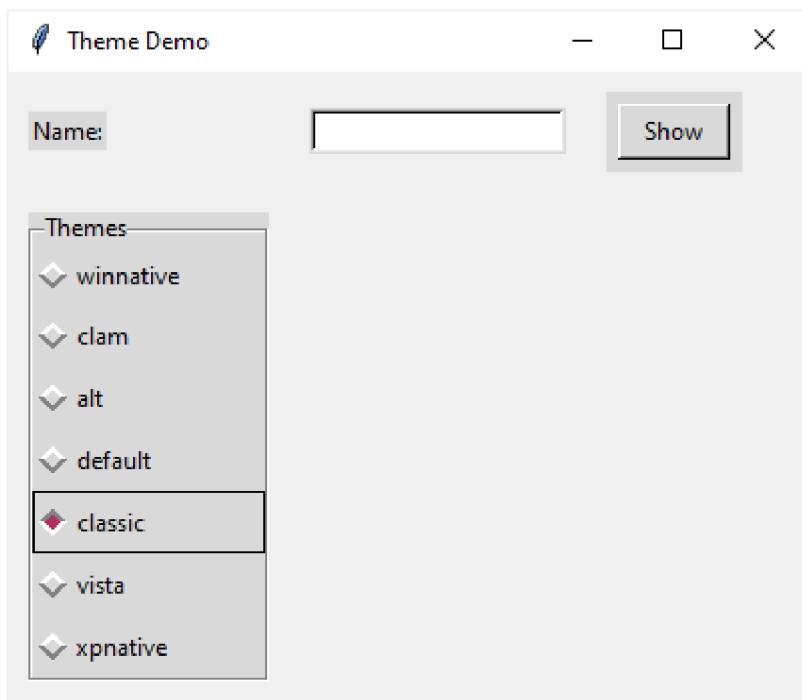 Theme Demo
Name:
Show
Themes
winnative
clam
alt
default
classic
vista
xpnative